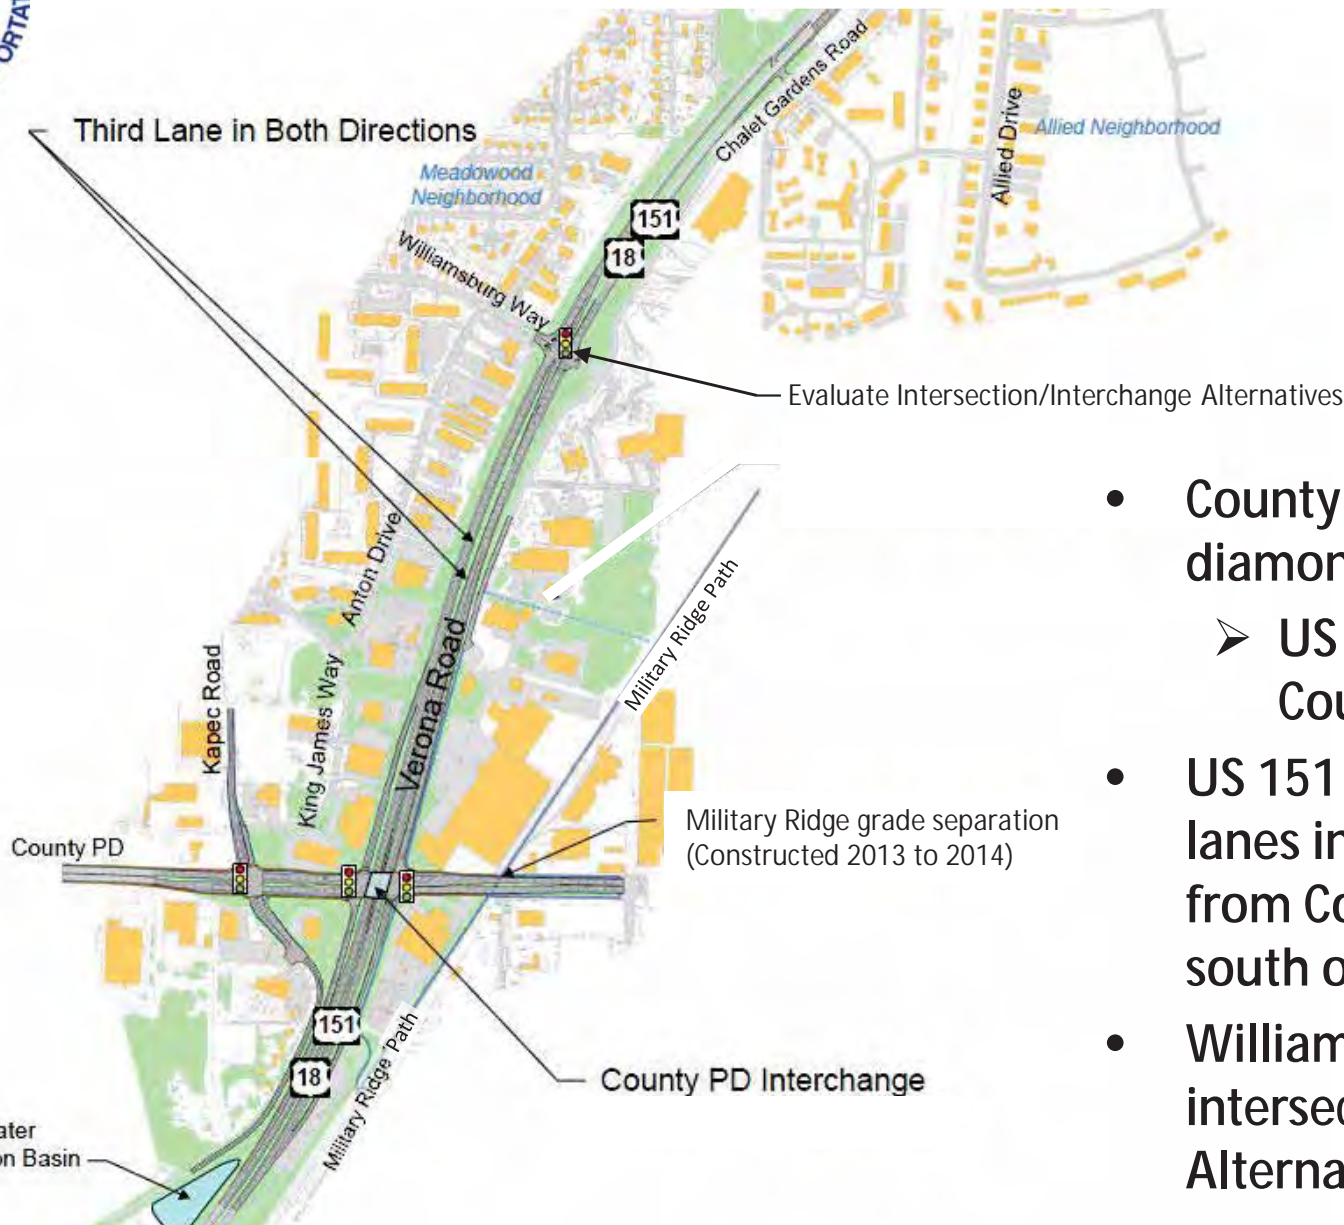 Third Lane in Both Directions
Meadowood
Neighborhood
Chalet Gardens Road
Allied Drive
Allied Neighborhood
151
18
Williamsburg Way
Evaluate Intersection/Interchange Alternatives
Anton Drive
Military Ridge Path
Kapec Road
King James Way
Verona Road
County PD
Military Ridge grade separation
(Constructed 2013 to 2014)
151
18
Military Ridge Path
County PD Interchange
on Basin
• County
diamon
➢ US
Cou
• US 151
lanes in
from Co
south o
• William
intersec
Alterna